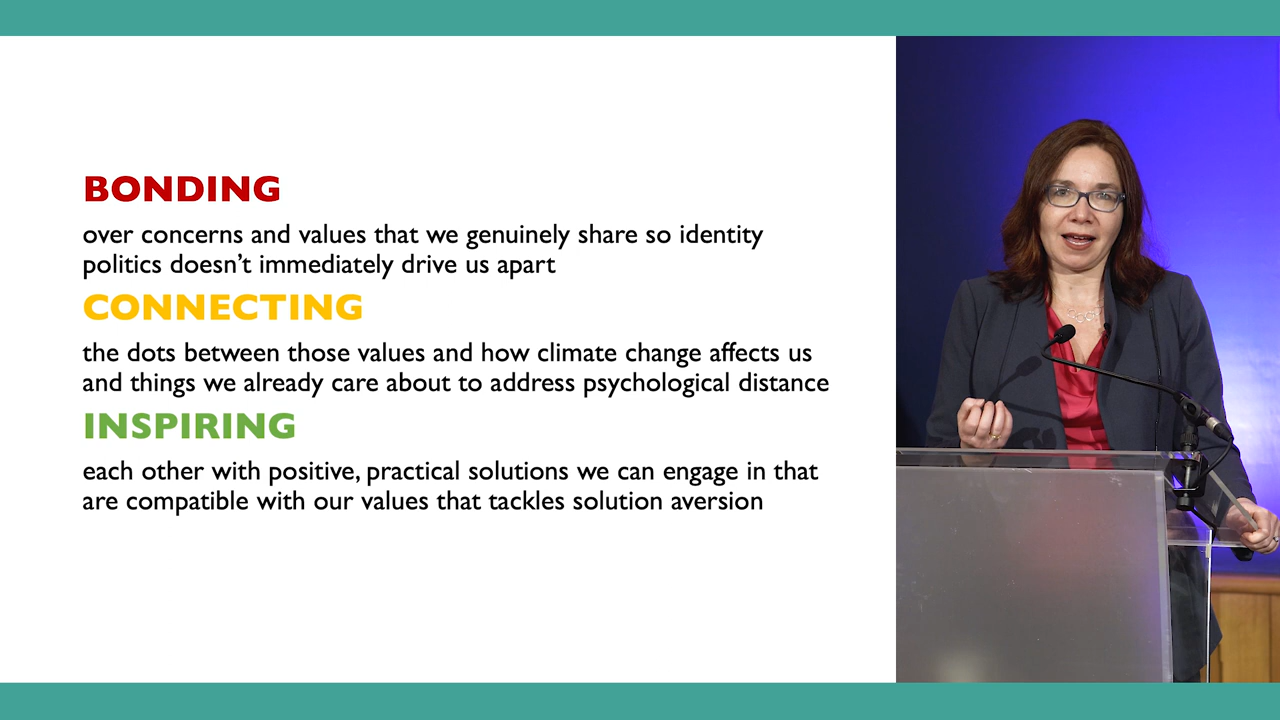 BONDING
over concerns and values that we genuinely share so identity
politics doesn’t immediately drive us apart
CONNECTING
the dots between those values and how climate change affects us
and things we already care about to address psychological distance
INSPIRING
each other with positive, practical solutions we can engage in that
are compatible with our values that tackles solution aversion